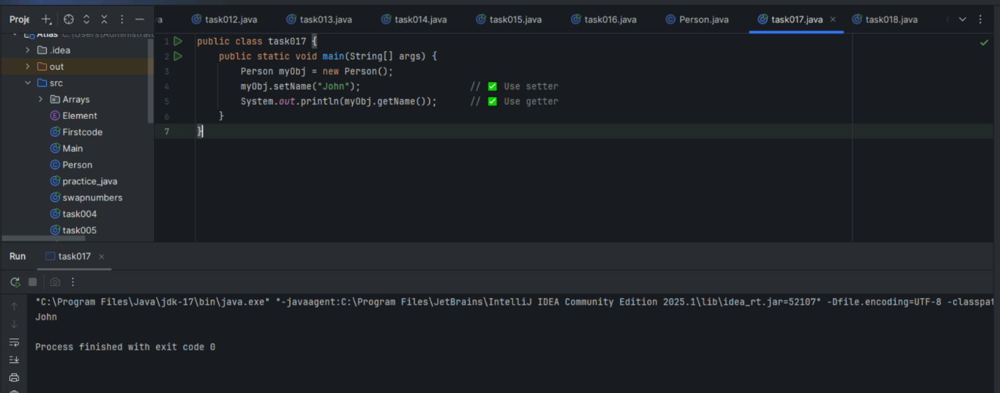 Proje
a
task012.java
task013.java
task014.java
task015.java
task016.java
Person.java
task017.java
task018.java
Atlas C:\Users\Administrat
.idea
out
src
Arrays
Element
Firstcode
Main
Person
practice_java
swapnumbers
task004
task005
1 public class task017 {
2 public static void main(String[] args) {
3 Person myObj = new Person();
4 myObj.setName("John"); // ✅ Use setter
5 System.out.println(myObj.getName()); // ✅ Use getter
6 }
7 }
Run
task017
"C:\Program Files\Java\jdk-17\bin\java.exe" "-javaagent:C:\Program Files\JetBrains\IntelliJ IDEA Community Edition 2025.1\lib\idea_rt.jar=52107" -Dfile.encoding=UTF-8 -classpat
John
Process finished with exit code 0